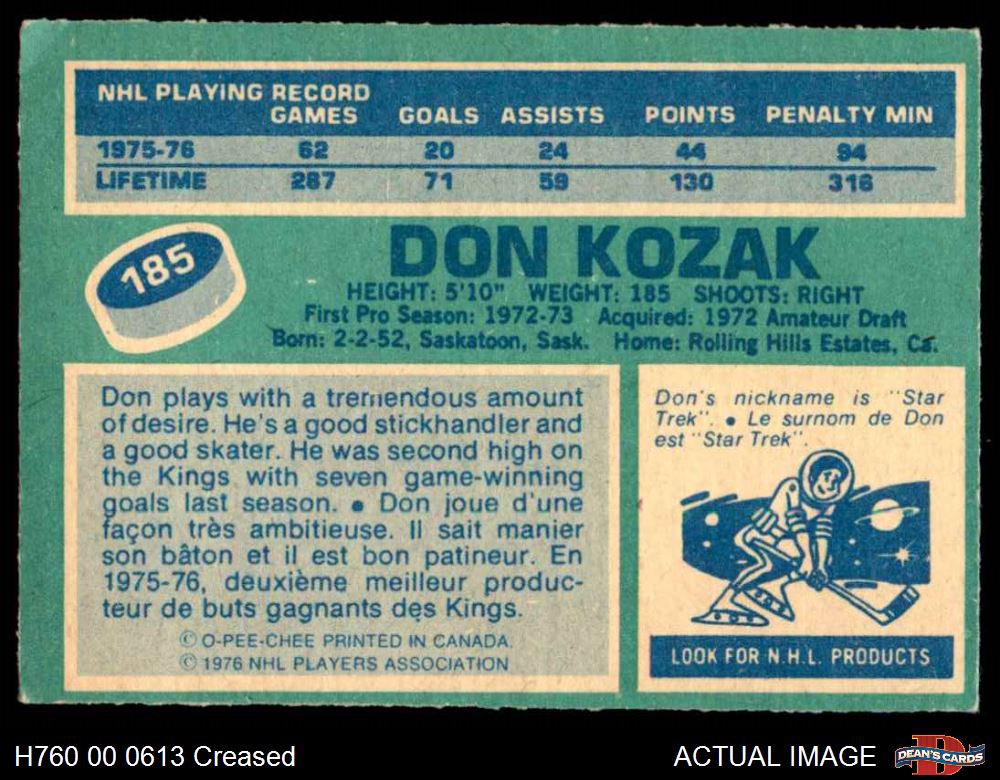 NHL PLAYING RECORD
GAMES GOALS ASSISTS POINTS PENALTY MIN
1975-76 62 20 24 44 94
LIFETIME 287 71 59 130 316
185
DON KOZAK
HEIGHT: 5'10" WEIGHT: 185 SHOOTS: RIGHT
First Pro Season: 1972-73 Acquired: 1972 Amateur Draft
Born: 2-2-52, Saskatoon, Sask. Home: Rolling Hills Estates, Ca.
Don plays with a tremendous amount
of desire. He's a good stickhandler and
a good skater. He was second high on
the Kings with seven game-winning
goals last season. • Don joue d'une
façon très ambitieuse. Il sait manier
son bâton et il est bon patineur. En
1975-76, deuxième meilleur produc-
teur de buts gagnants des Kings.
© O-PEE-CHEE PRINTED IN CANADA.
© 1976 NHL PLAYERS ASSOCIATION
Don's nickname is "Star
Trek". • Le surnom de Don
est "Star Trek".
LOOK FOR N.H.L. PRODUCTS
H760 00 0613 Creased
ACTUAL IMAGE
DEAN'S CARDS